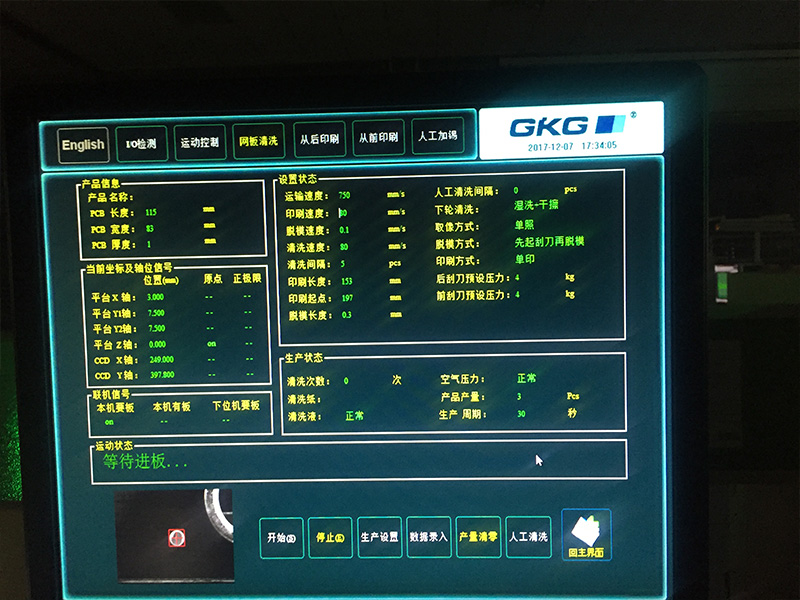 English I/O检测 运动控制 网板清洗 从后印刷 从前印刷 人工加锡
GKG ®
2017-12-07 17:34:05
产品信息
产品名称:
PCB 长度: 115 mm
PCB 宽度: 83 mm
PCB 厚度: 1 mm
当前坐标及轴位信号
位置(mm) 原点 正极限
平台 X 轴: 3.000 -- --
平台 Y1轴: 7.500 -- --
平台 Y2轴: 7.500 -- --
平台 Z 轴: 0.000 on --
CCD X 轴: 249.000 -- --
CCD Y 轴: 397.800 -- --
联机信号
本机要板 本机有板 下位机要板
on -- --
设置状态
运输速度: 750 mm/s 人工清洗间隔: 0 pcs
印刷速度: 80 mm/s 下轮清洗: 湿洗+干擦
脱模速度: 0.1 mm/s 取像方式: 单照
清洗速度: 80 mm/s 脱模方式: 先起刮刀再脱模
清洗间隔: 5 pcs 印刷方式: 单印
印刷长度: 153 mm 后刮刀预设压力: 4 kg
印刷起点: 197 mm 前刮刀预设压力: 4 kg
脱模长度: 0.3 mm
生产状态
清洗次数: 0 次 空气压力: 正常
清洗纸: 产品产量: 3 Pcs
清洗液: 正常 生产 周期: 30 秒
运动状态
等待进板...
开始(B) 停止(E) 生产设置 数据录入 产量清零 人工清洗 回主界面